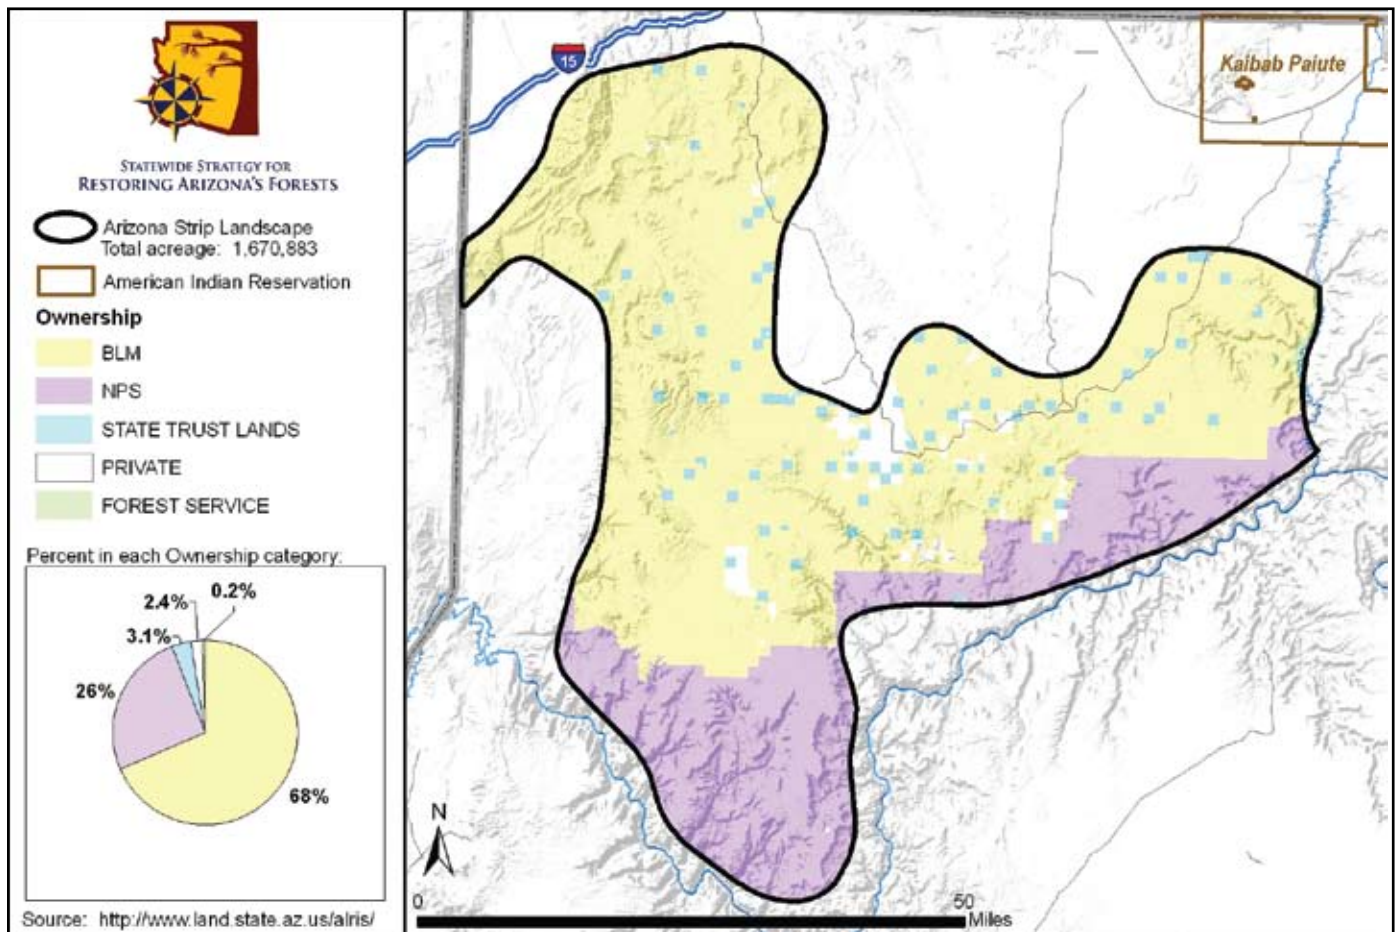 STATEWIDE STRATEGY FOR
RESTORING ARIZONA'S FORESTS
Arizona Strip Landscape
Total acreage: 1,670,883
American Indian Reservation
Ownership
BLM
NPS
STATE TRUST LANDS
PRIVATE
FOREST SERVICE
Percent in each Ownership category:
0.2%
2.4%
3.1%
26%
68%
Source: http://www.land.state.az.us/alris/
15
Kaibab Paiute
N
0
50
Miles